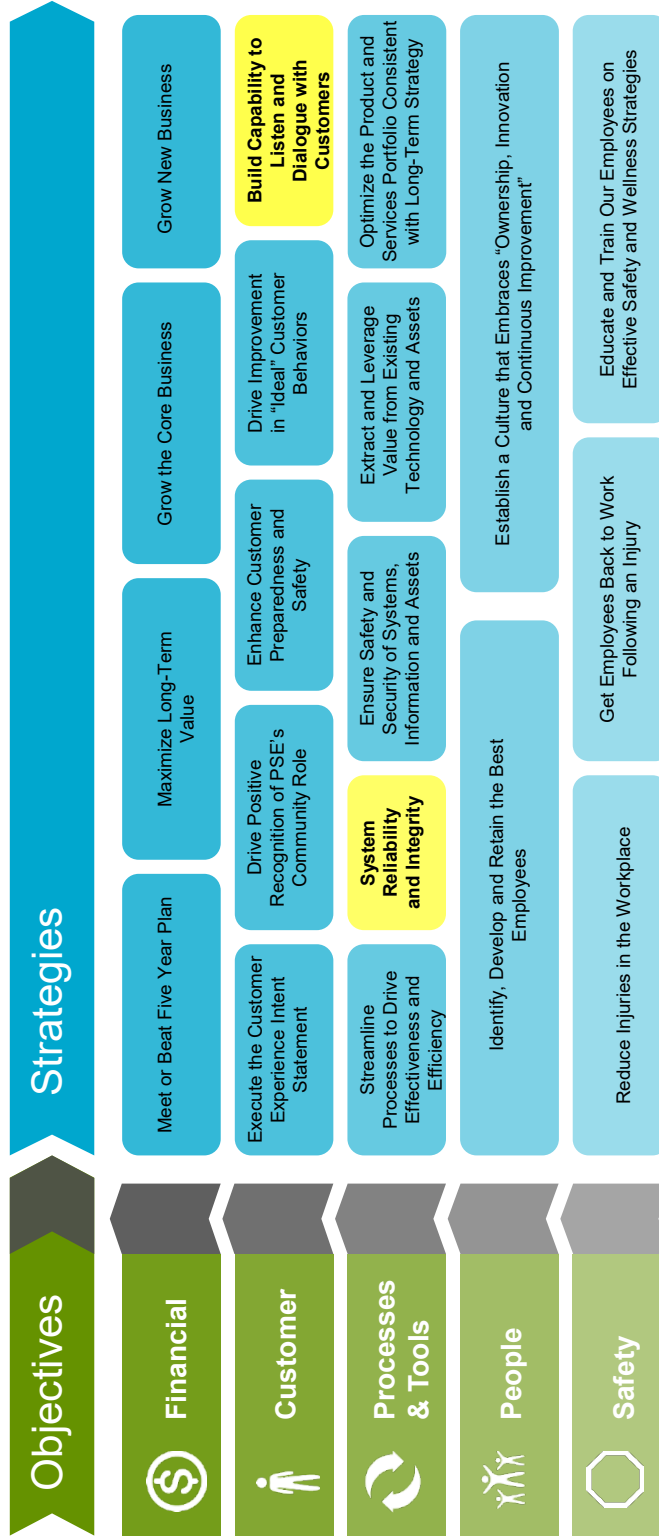 Objectives
Strategies
Financial
Meet or Beat Five Year Plan
Maximize Long-Term
Value
Grow the Core Business
Grow New Business
Customer
Execute the Customer
Experience Intent
Statement
Drive Positive
Recognition of PSE’s
Community Role
Enhance Customer
Preparedness and
Safety
Drive Improvement
in “Ideal” Customer
Behaviors
Build Capability to
Listen and
Dialogue with
Customers
Processes
& Tools
Streamline
Processes to Drive
Effectiveness and
Efficiency
System
Reliability
and Integrity
Ensure Safety and
Security of Systems,
Information and Assets
Extract and Leverage
Value from Existing
Technology and Assets
Optimize the Product and
Services Portfolio Consistent
with Long-Term Strategy
People
Identify, Develop and Retain the Best
Employees
Establish a Culture that Embraces “Ownership, Innovation
and Continuous Improvement”
Safety
Reduce Injuries in the Workplace
Get Employees Back to Work
Following an Injury
Educate and Train Our Employees on
Effective Safety and Wellness Strategies